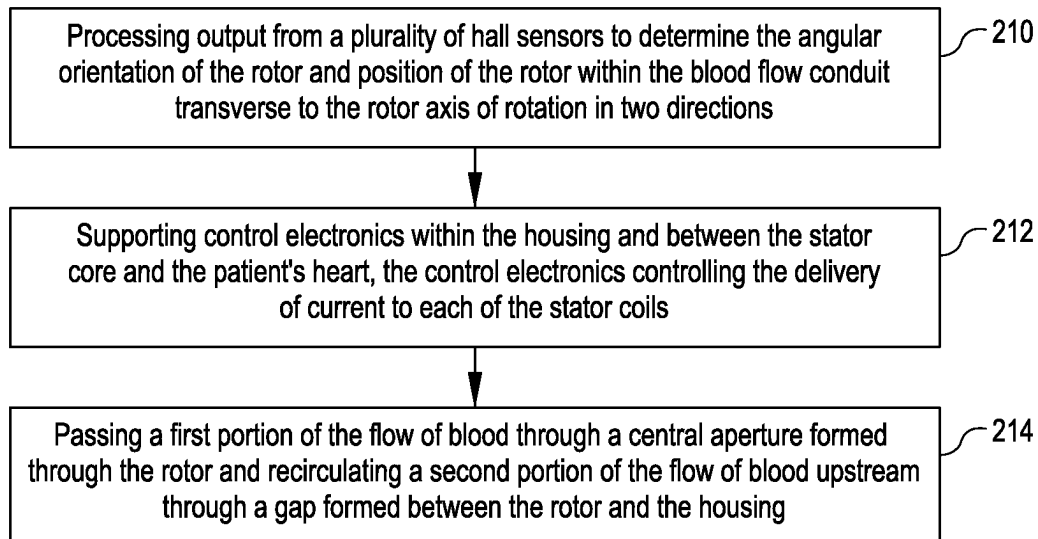 Processing output from a plurality of hall sensors to determine the angular
orientation of the rotor and position of the rotor within the blood flow conduit
transverse to the rotor axis of rotation in two directions
210
Supporting control electronics within the housing and between the stator
core and the patient's heart, the control electronics controlling the delivery
of current to each of the stator coils
212
Passing a first portion of the flow of blood through a central aperture formed
through the rotor and recirculating a second portion of the flow of blood upstream
through a gap formed between the rotor and the housing
214